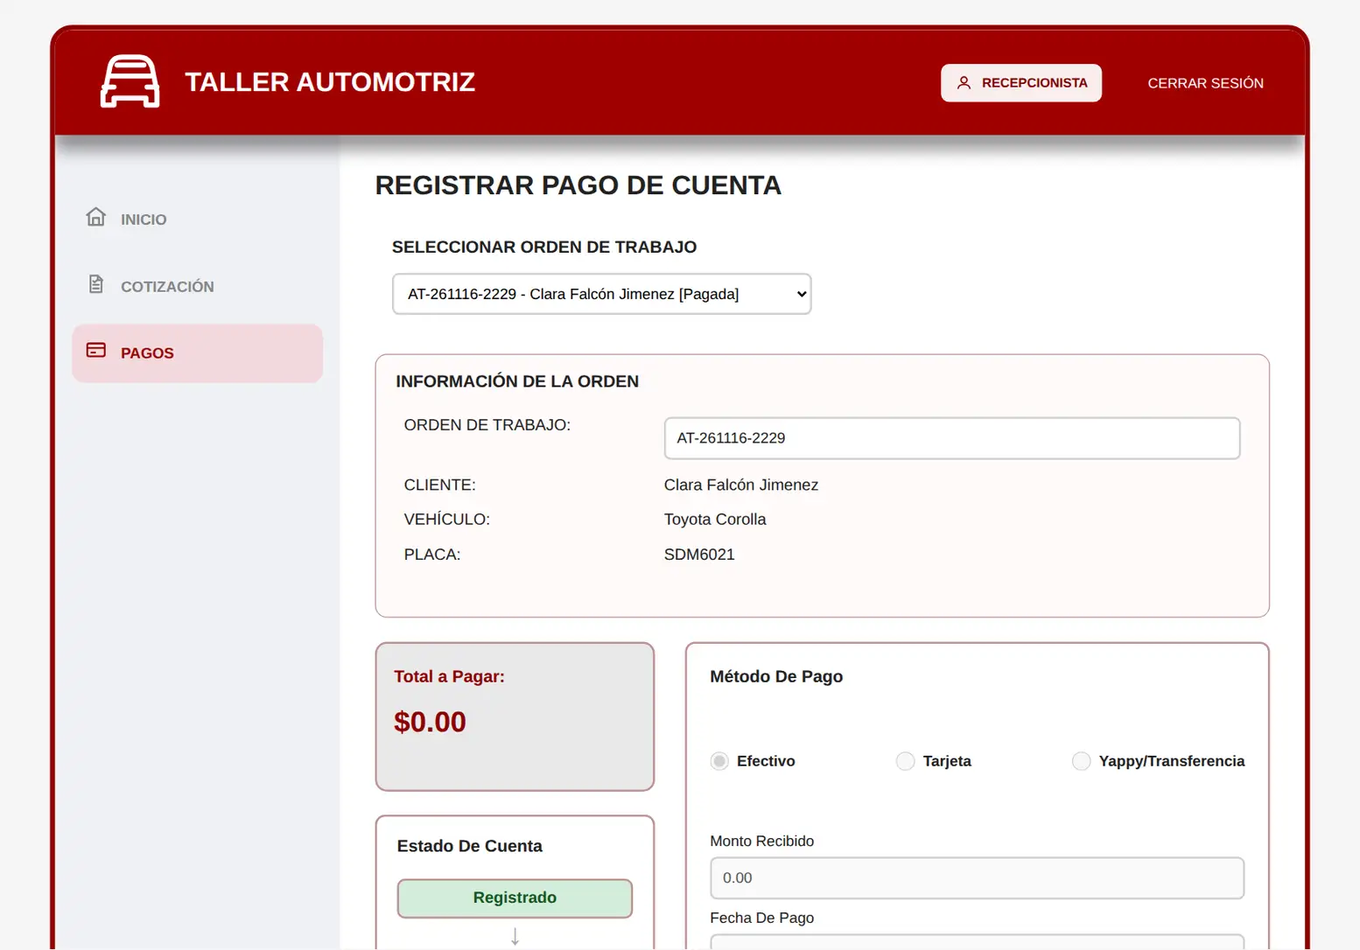 TALLER AUTOMOTRIZ
RECEPCIONISTA
CERRAR SESIÓN
INICIO
COTIZACIÓN
PAGOS
REGISTRAR PAGO DE CUENTA
SELECCIONAR ORDEN DE TRABAJO
AT-261116-2229 - Clara Falcón Jimenez [Pagada]
INFORMACIÓN DE LA ORDEN
ORDEN DE TRABAJO: AT-261116-2229
CLIENTE: Clara Falcón Jimenez
VEHÍCULO: Toyota Corolla
PLACA: SDM6021
Total a Pagar:
$0.00
Estado De Cuenta
Registrado
Método De Pago
Efectivo Tarjeta Yappy/Transferencia
Monto Recibido
0.00
Fecha De Pago